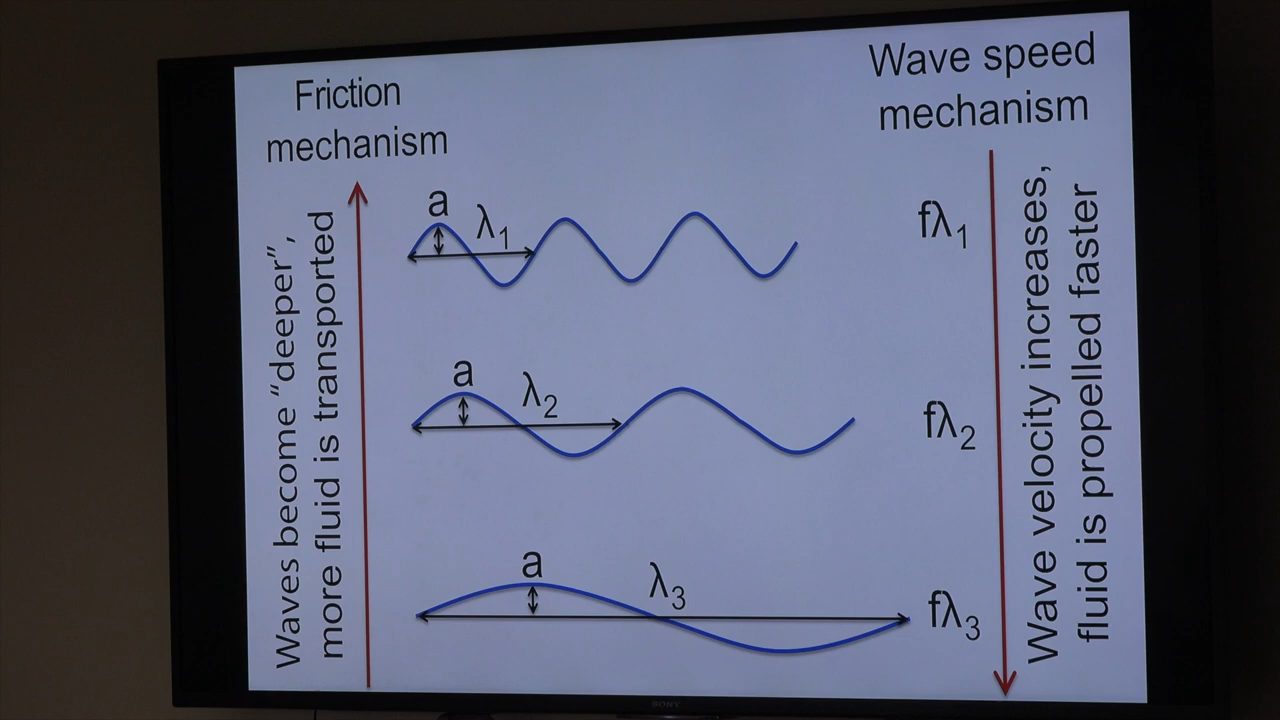 Friction
mechanism
Wave speed
mechanism
Waves become “deeper”,
more fluid is transported
a
λ1
fλ1
a
λ2
fλ2
a
λ3
fλ3
Wave velocity increases,
fluid is propelled faster
SONY